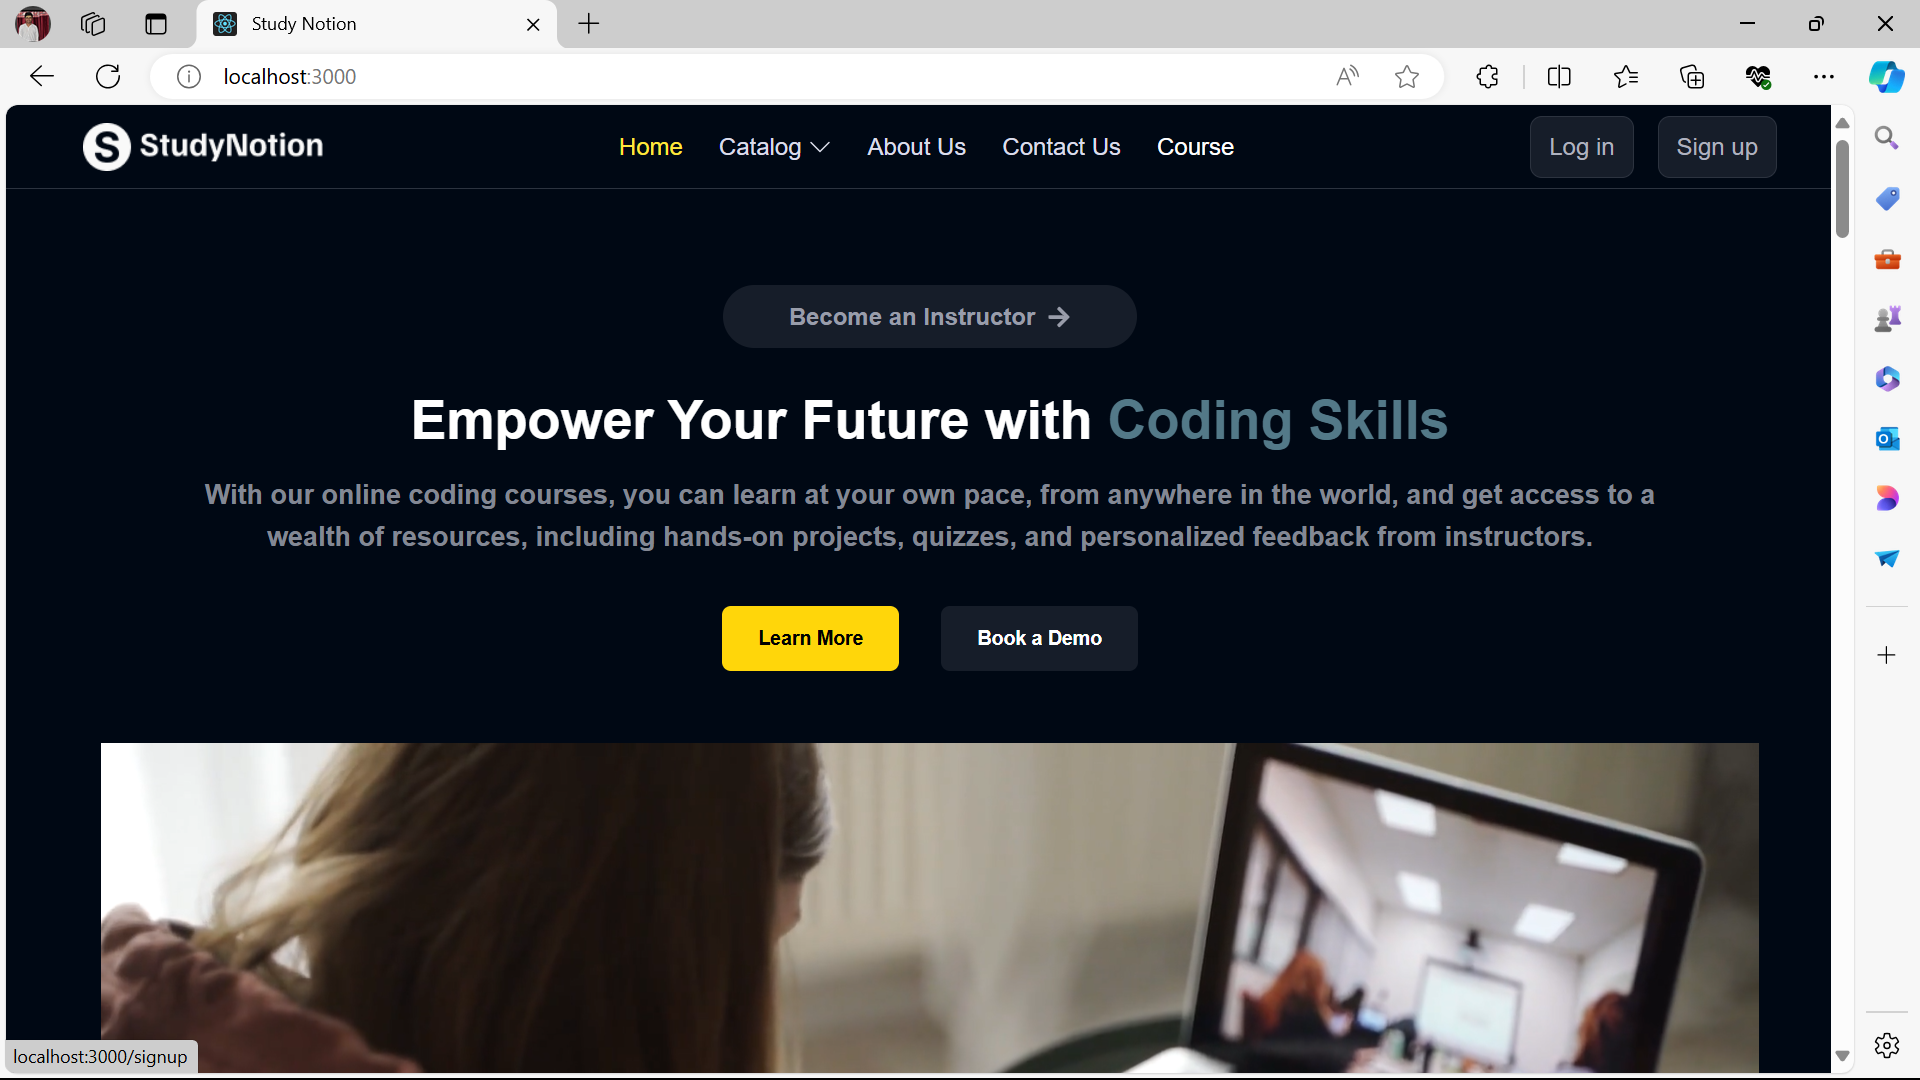 Study Notion
localhost:3000
StudyNotion
Home Catalog About Us Contact Us Course
Log in Sign up
Become an Instructor
Empower Your Future with Coding Skills
With our online coding courses, you can learn at your own pace, from anywhere in the world, and get access to a
wealth of resources, including hands-on projects, quizzes, and personalized feedback from instructors.
Learn More Book a Demo
localhost:3000/signup